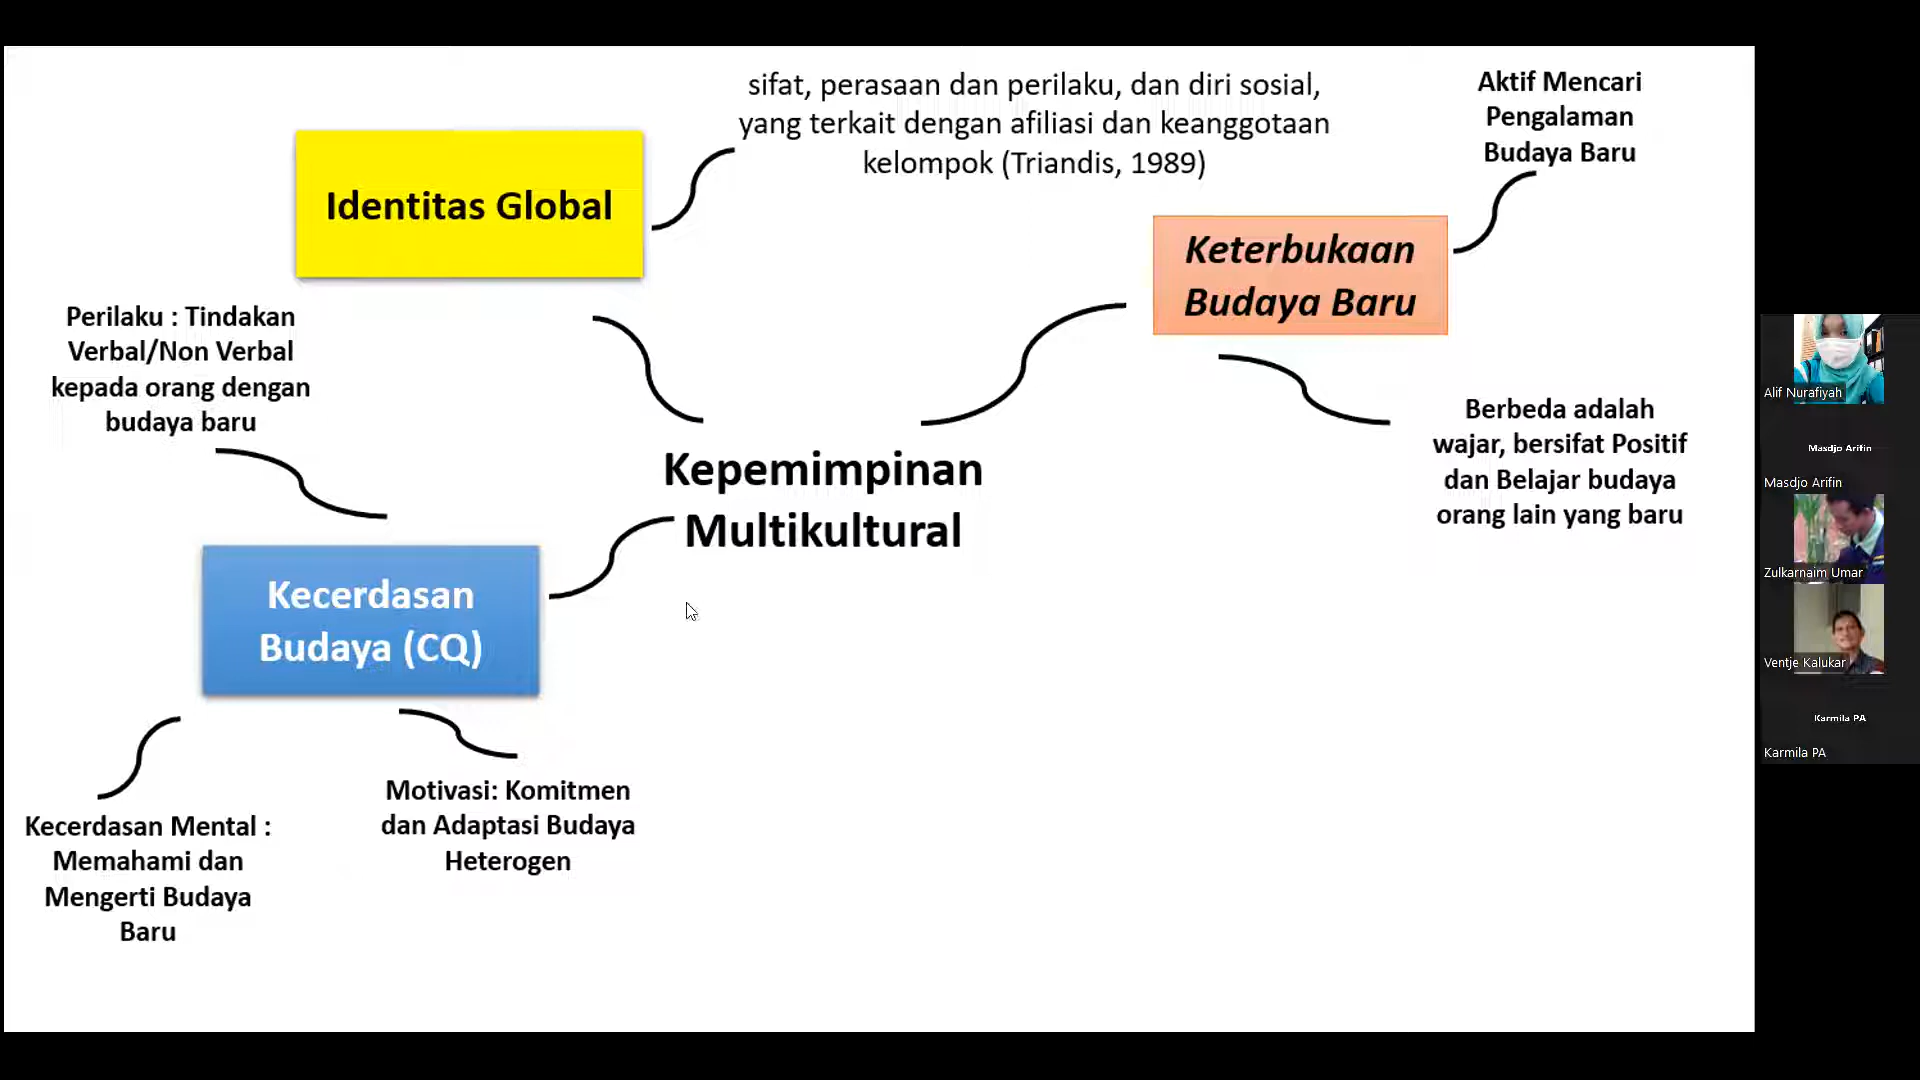 sifat, perasaan dan perilaku, dan diri sosial,
yang terkait dengan afiliasi dan keanggotaan
kelompok (Triandis, 1989)
Aktif Mencari
Pengalaman
Budaya Baru
Identitas Global
Keterbukaan
Budaya Baru
Perilaku : Tindakan
Verbal/Non Verbal
kepada orang dengan
budaya baru
Berbeda adalah
wajar, bersifat Positif
dan Belajar budaya
orang lain yang baru
Kepemimpinan
Multikultural
Kecerdasan
Budaya (CQ)
Kecerdasan Mental :
Memahami dan
Mengerti Budaya
Baru
Motivasi: Komitmen
dan Adaptasi Budaya
Heterogen
Alif Nurafiyah
Masdjo Arifin
Masdjo Arifin
Zulkarnaim Umar
Ventje Kalukar
Karmila PA
Karmila PA